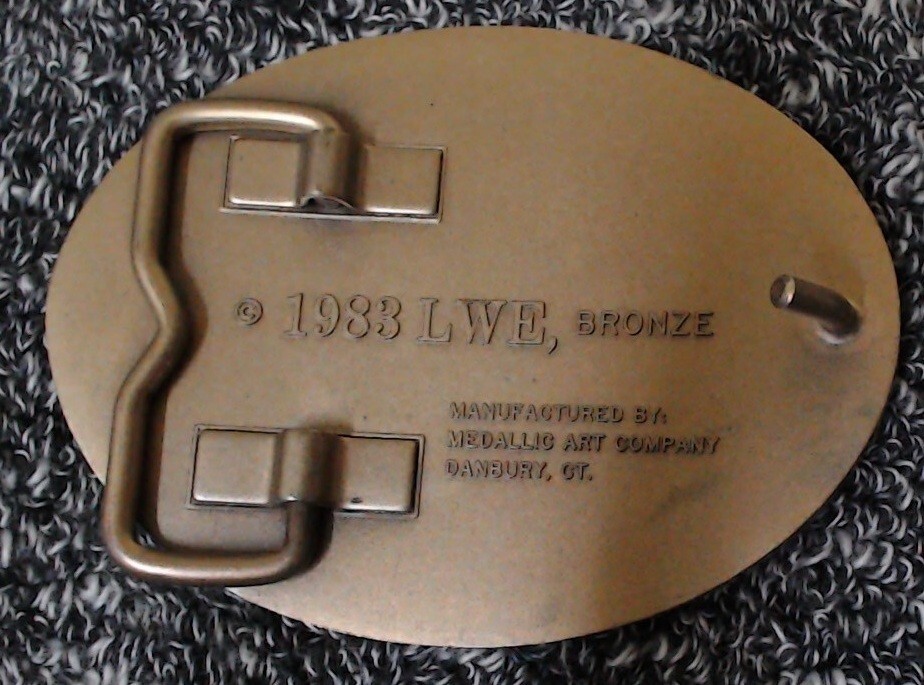 © 1983 LWE, BRONZE
MANUFACTURED BY:
MEDALLIC ART COMPANY
DANBURY, CT.